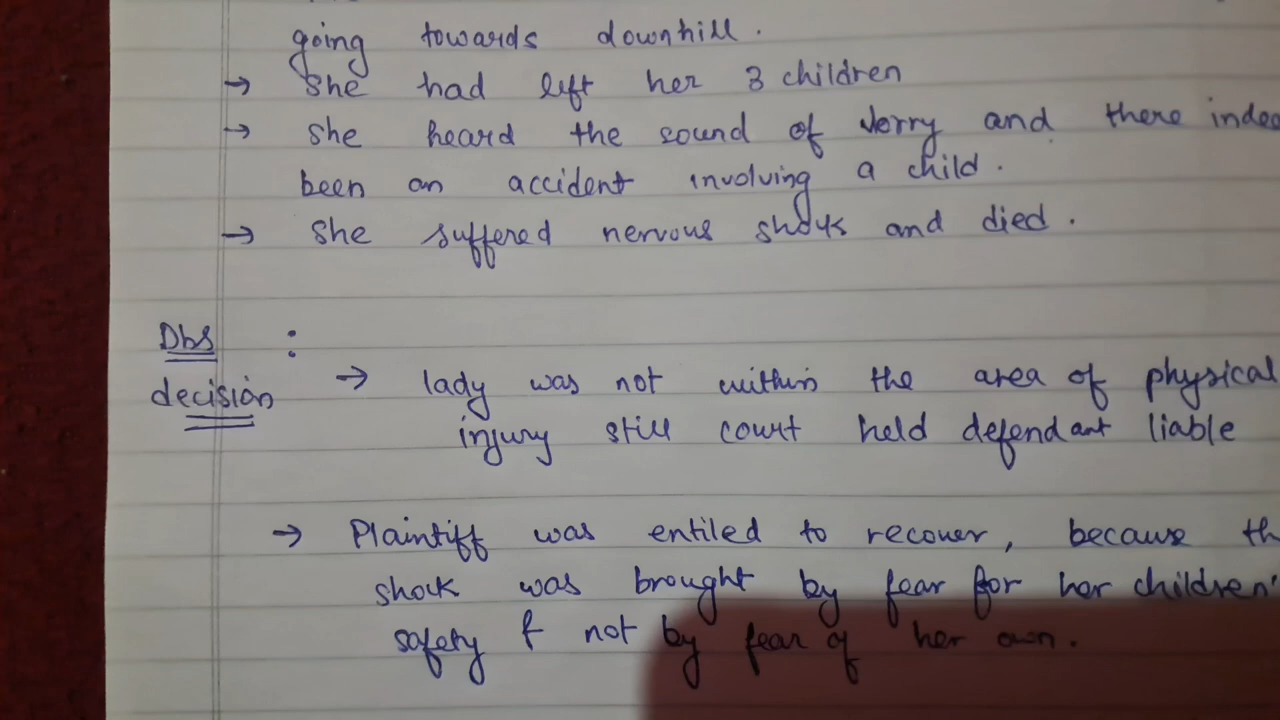 going towards downhill.
→ she had left her 3 children
→ she heard the sound of lorry and there indee
been an accident involving a child.
→ she suffered nervous shock and died.
Obs :
decision → lady was not within the area of physical
injury still court held defendant liable
→ Plaintiff was entiled to recover, because th
shock was brought by fear for her children'
safety & not by fear of her own.